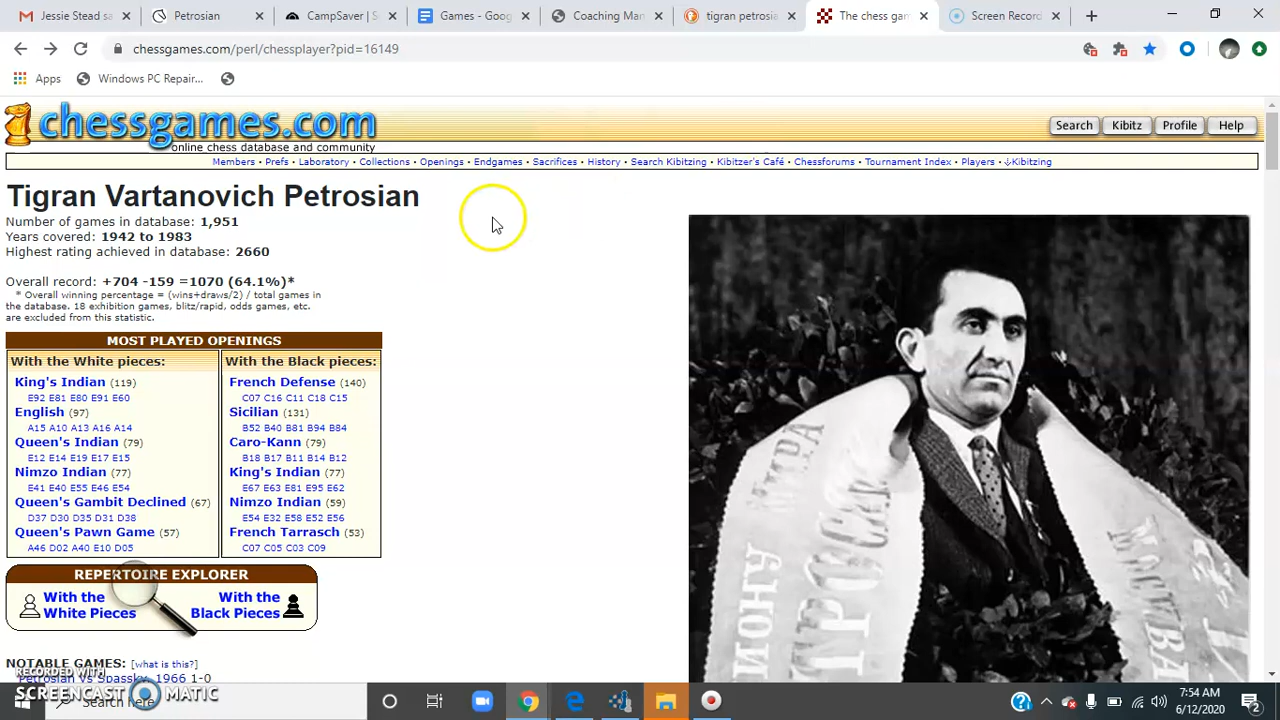 Jessie Stead sa
Petrosian
CampSaver | S
Games - Goo
Coaching Man
tigran petrosia
The chess gam
Screen Record
chessgames.com/perl/chessplayer?pid=16149
Apps
Windows PC Repair...
chessgames.com
online chess database and community
Search
Kibitz
Profile
Help
Members • Prefs • Laboratory • Collections • Openings • Endgames • Sacrifices • History • Search Kibitzing • Kibitzer's Café • Chessforums • Tournament Index • Players • ↓Kibitzing
Tigran Vartanovich Petrosian
Number of games in database: 1,951
Years covered: 1942 to 1983
Highest rating achieved in database: 2660
Overall record: +704 -159 =1070 (64.1%)*
* Overall winning percentage = (wins+draws/2) / total games in
the database. 18 exhibition games, blitz/rapid, odds games, etc.
are excluded from this statistic.
MOST PLAYED OPENINGS
With the White pieces:
King's Indian (119)
E92 E81 E80 E91 E60
English (97)
A15 A10 A13 A16 A14
Queen's Indian (79)
E12 E14 E19 E17 E15
Nimzo Indian (77)
E41 E40 E55 E46 E54
Queen's Gambit Declined (67)
D37 D30 D35 D31 D38
Queen's Pawn Game (57)
A46 D02 A40 E10 D05
With the Black pieces:
French Defense (140)
C07 C16 C11 C18 C15
Sicilian (131)
B52 B40 B81 B94 B84
Caro-Kann (79)
B18 B17 B11 B14 B12
King's Indian (77)
E67 E63 E81 E95 E62
Nimzo Indian (59)
E54 E32 E58 E52 E56
French Tarrasch (53)
C07 C05 C03 C09
REPERTOIRE EXPLORER
With the
White Pieces
With the
Black Pieces
NOTABLE GAMES: [what is this?]
Petrosian vs Spassky, 1966 1-0
RECORDED WITH
SCREENCAST MATIC
Search here
7:54 AM
6/12/2020
2